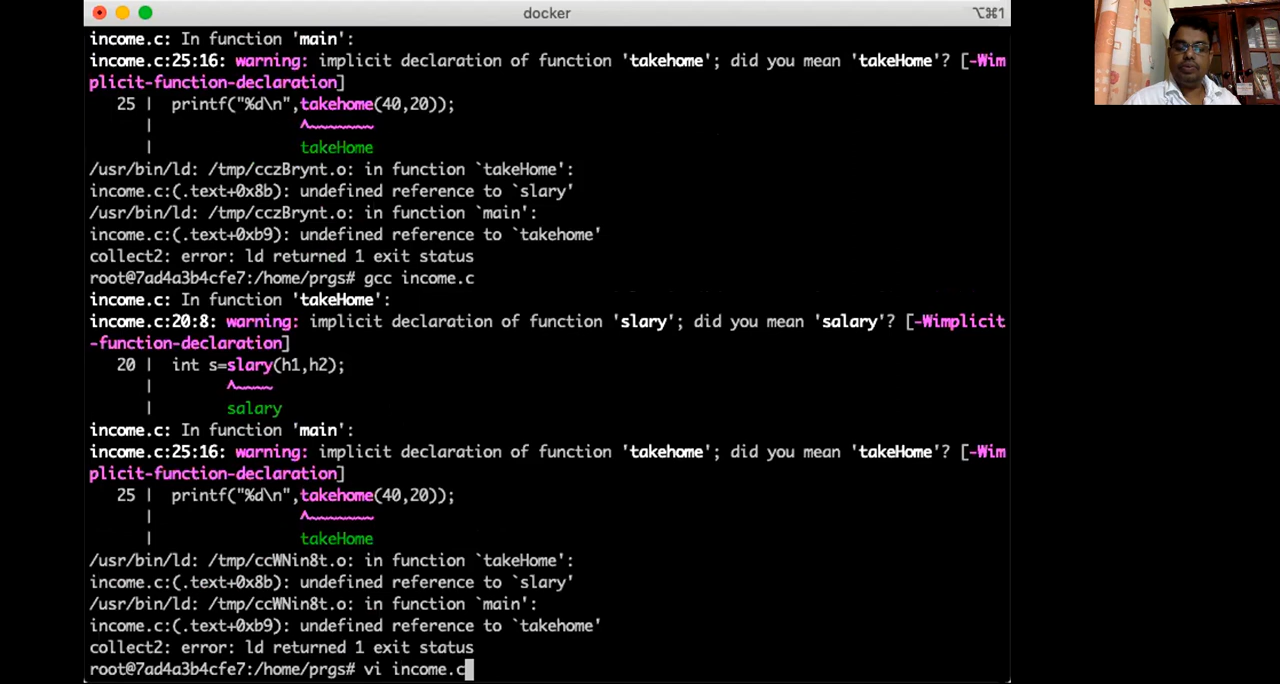 docker
⌥⌘1
income.c: In function 'main':
income.c:25:16: warning: implicit declaration of function 'takehome'; did you mean 'takeHome'? [-Wim
plicit-function-declaration]
25 | printf("%d\n",takehome(40,20));
| ^~~~~~~~
| takeHome
/usr/bin/ld: /tmp/cczBrynt.o: in function `takeHome':
income.c:(.text+0x8b): undefined reference to `slary'
/usr/bin/ld: /tmp/cczBrynt.o: in function `main':
income.c:(.text+0xb9): undefined reference to `takehome'
collect2: error: ld returned 1 exit status
root@7ad4a3b4cfe7:/home/prgs# gcc income.c
income.c: In function 'takeHome':
income.c:20:8: warning: implicit declaration of function 'slary'; did you mean 'salary'? [-Wimplicit
-function-declaration]
20 | int s=slary(h1,h2);
| ^~~~~
| salary
income.c: In function 'main':
income.c:25:16: warning: implicit declaration of function 'takehome'; did you mean 'takeHome'? [-Wim
plicit-function-declaration]
25 | printf("%d\n",takehome(40,20));
| ^~~~~~~~
| takeHome
/usr/bin/ld: /tmp/ccWNin8t.o: in function `takeHome':
income.c:(.text+0x8b): undefined reference to `slary'
/usr/bin/ld: /tmp/ccWNin8t.o: in function `main':
income.c:(.text+0xb9): undefined reference to `takehome'
collect2: error: ld returned 1 exit status
root@7ad4a3b4cfe7:/home/prgs# vi income.c